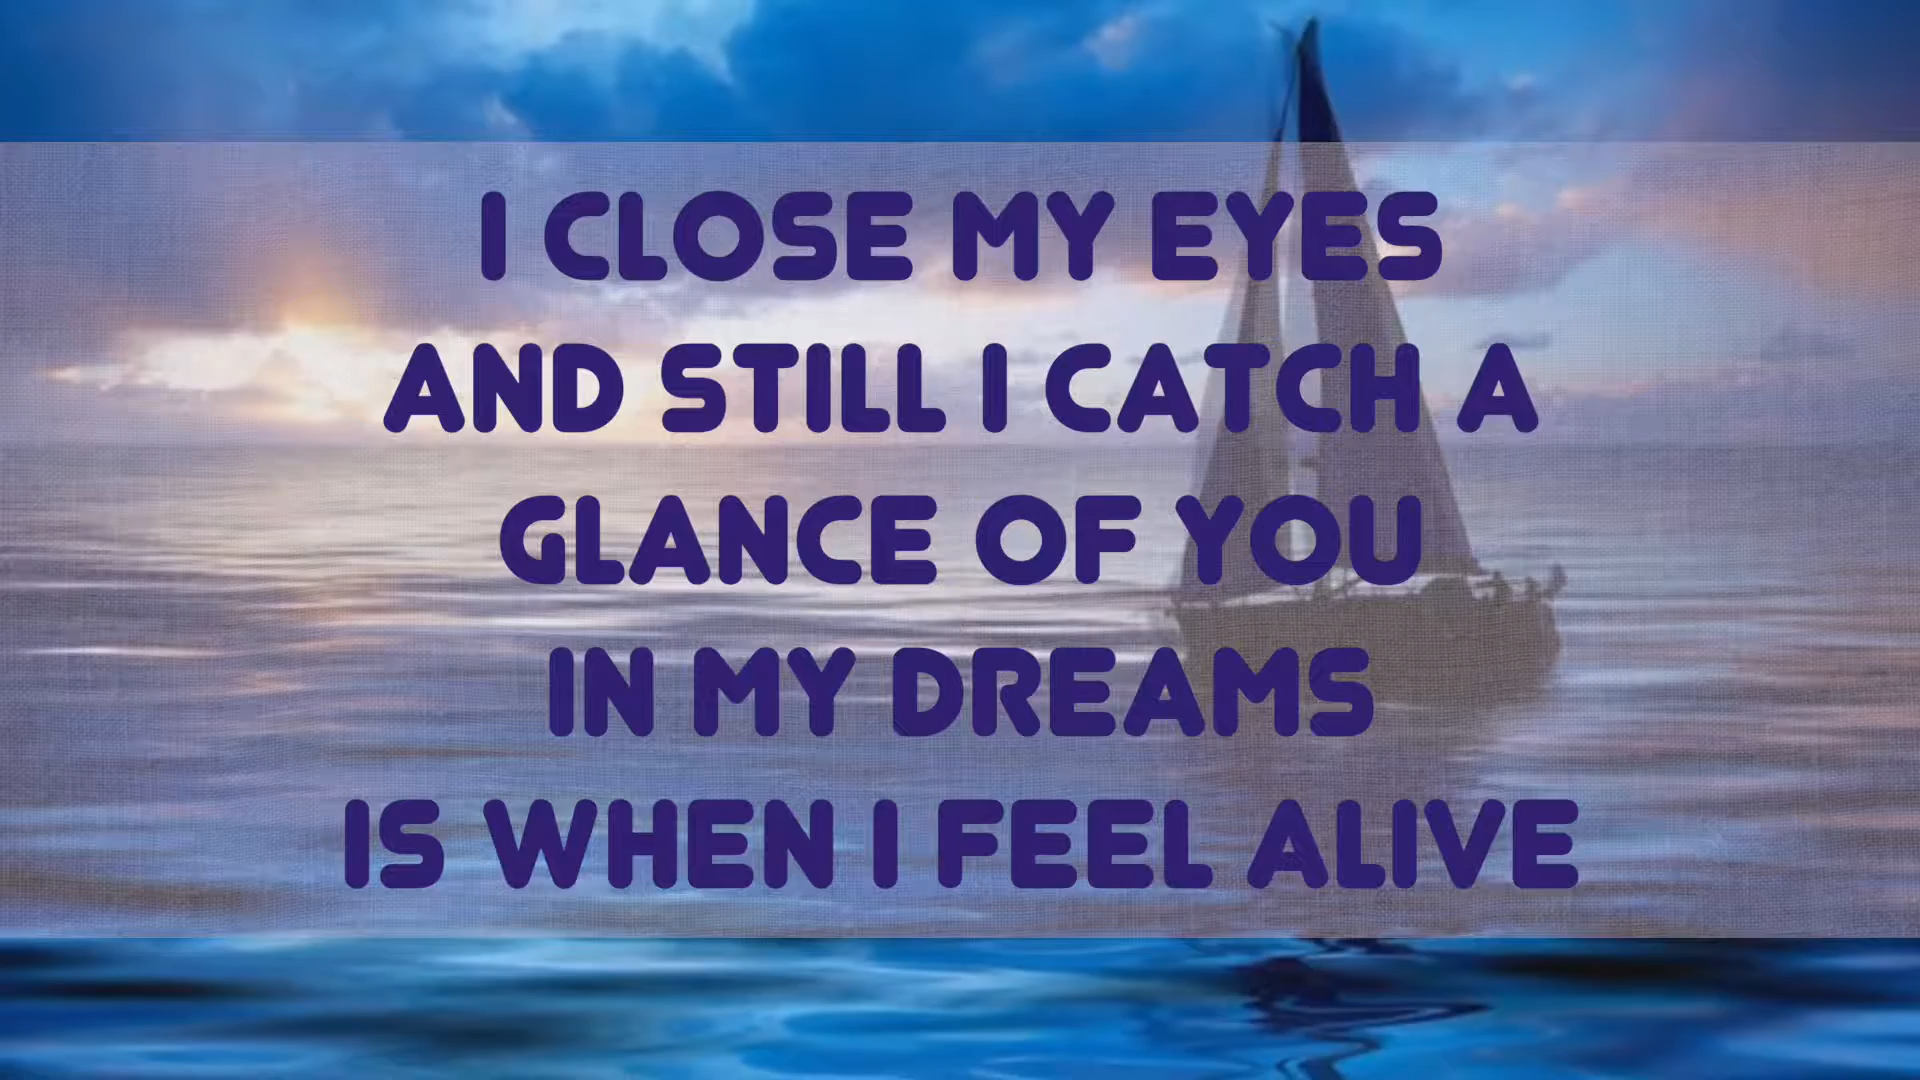 I CLOSE MY EYES
AND STILL I CATCH A
GLANCE OF YOU
IN MY DREAMS
IS WHEN I FEEL ALIVE